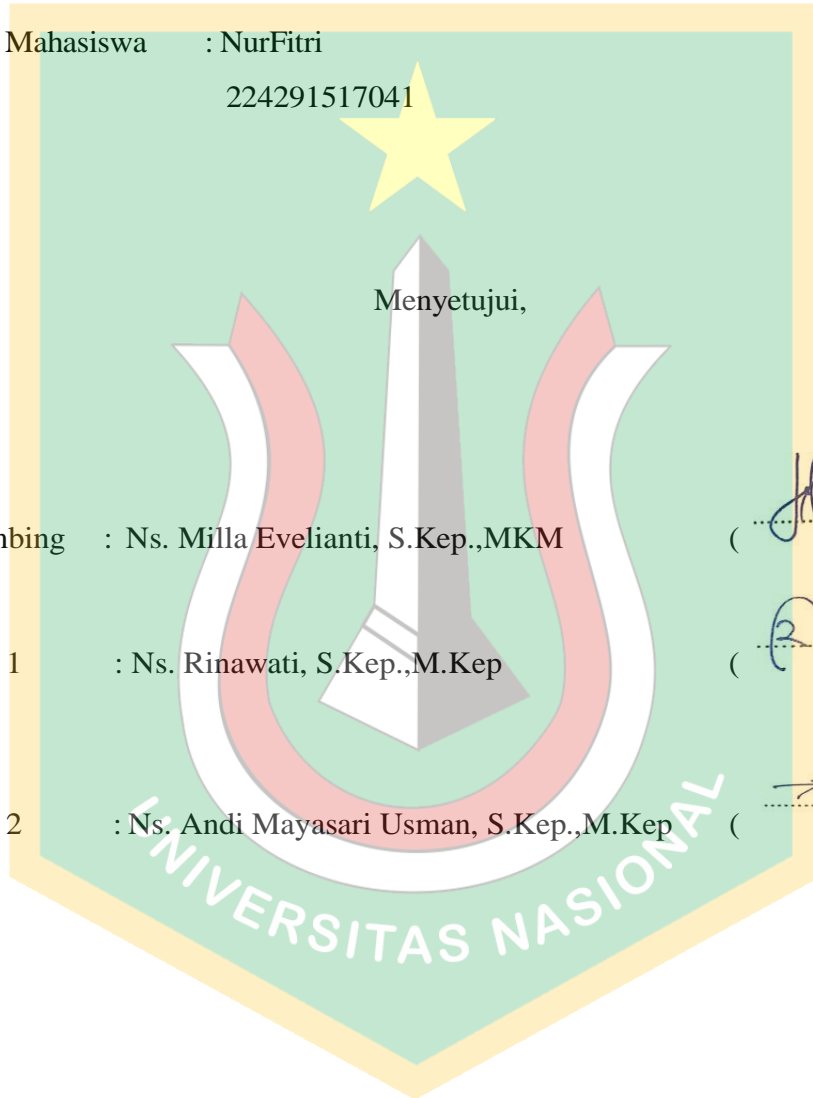 Mahasiswa : NurFitri
224291517041
Menyetujui,
mbing : Ns. Milla Evelianti, S.Kep.,MKM (
1 : Ns. Rinawati, S.Kep.,M.Kep (
2 : Ns. Andi Mayasari Usman, S.Kep.,M.Kep (
UNIVERSITAS NASIONAL